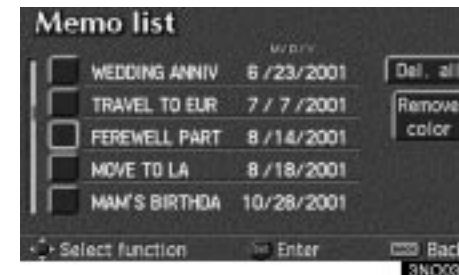 Memo list
M/D/Y
WEDDING ANNIV 6/23/2001 Del. all
TRAVEL TO EUR 7/7/2001 Remove
FEREWELL PART 8/14/2001 color
MOVE TO LA 8/18/2001
MAM'S BIRTHDA 10/28/2001
Select function Enter Back